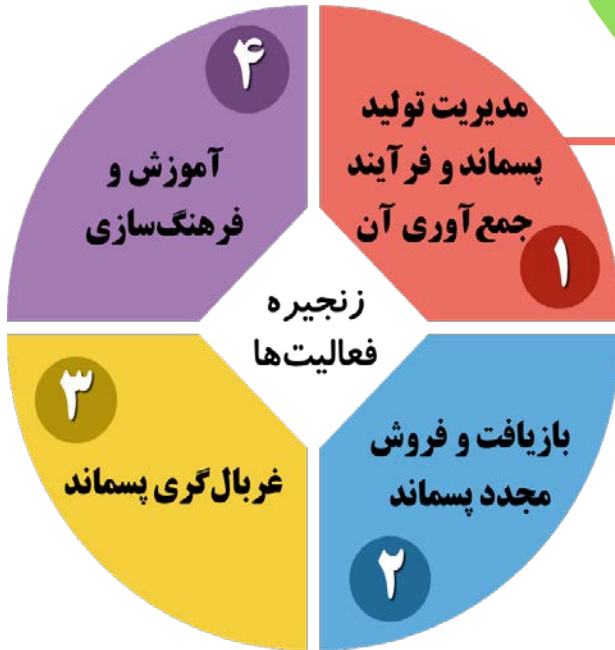 زنجیره
فعالیت‌ها
مدیریت تولید
پسماند و فرآیند
جمع‌آوری آن
۱
بازیافت و فروش
مجدد پسماند
۲
۳
غربال‌گری پسماند
۴
آموزش و
فرهنگ‌سازی